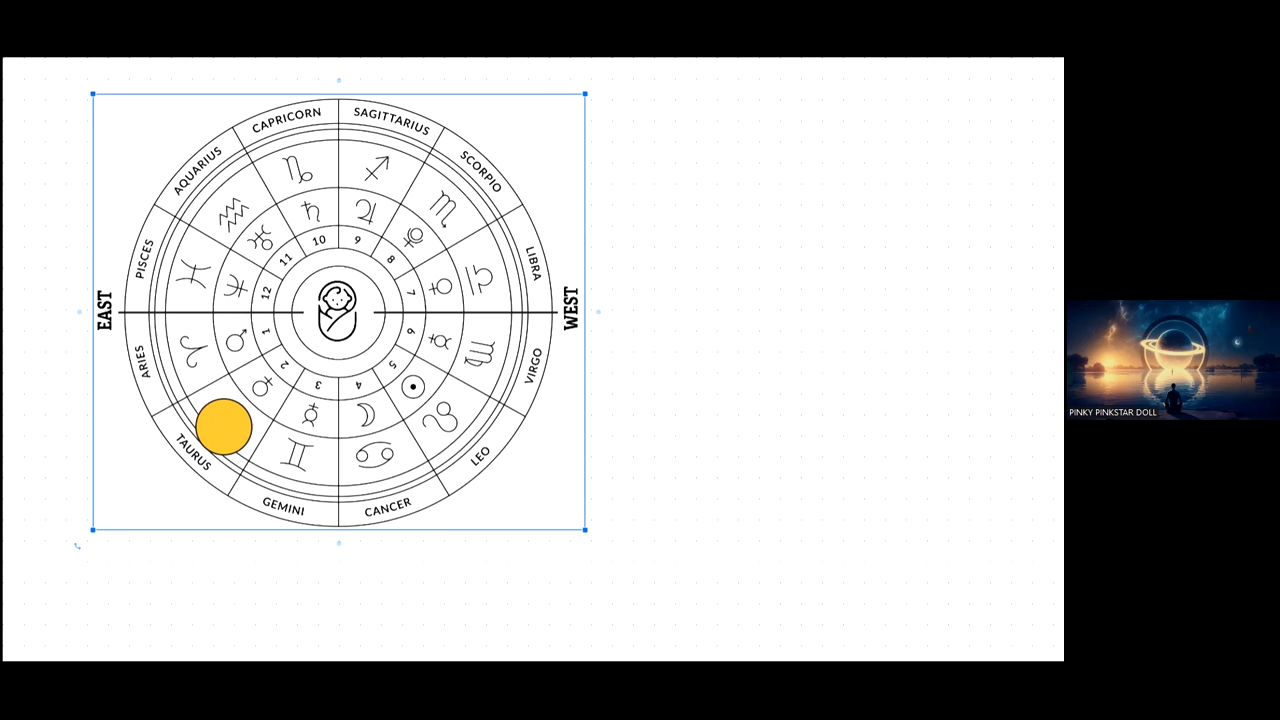 CAPRICORN
SAGITTARIUS
AQUARIUS
SCORPIO
PISCES
LIBRA
10
9
11
8
12
7
EAST
WEST
1
6
2
5
3
4
ARIES
VIRGO
TAURUS
LEO
GEMINI
CANCER
PINKY PINKSTAR DOLL